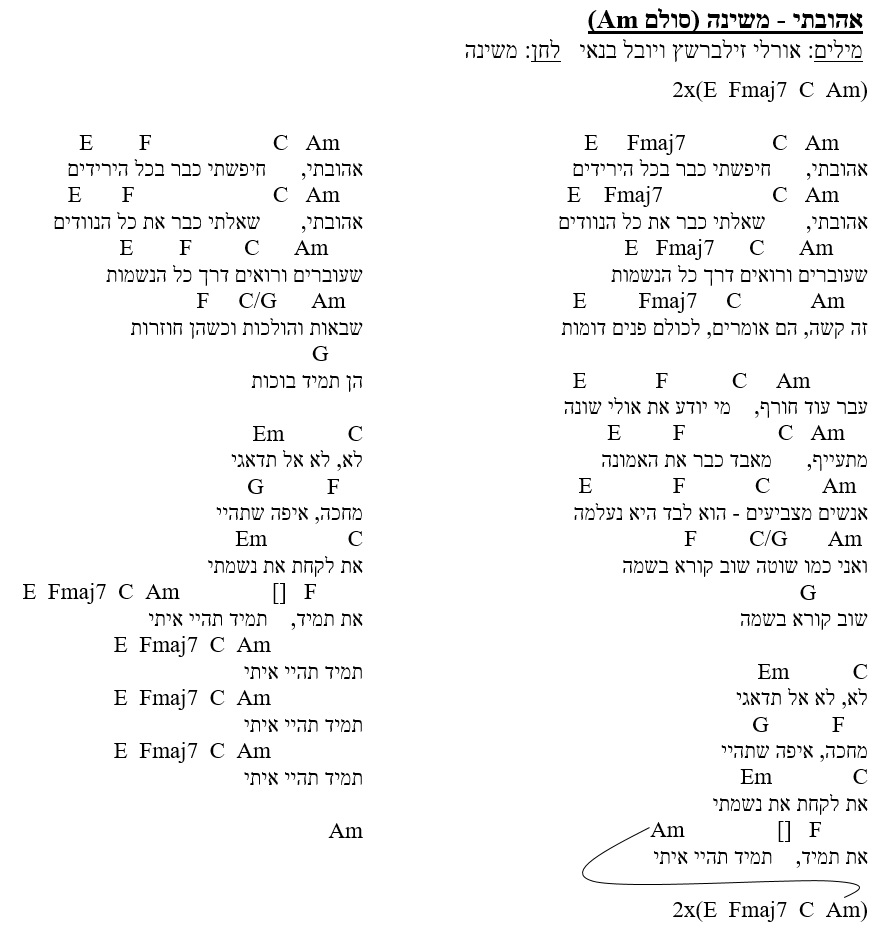 אהובתי - משינה (סולם Am)
מילים: אורלי זילברשץ ויובל בנאי   לחן: משינה
2x(E  Fmaj7  C  Am)
E  Fmaj7  C  Am
אהובתי,     חיפשתי כבר בכל הירידים
E  Fmaj7  C  Am
אהובתי,     שאלתי כבר את כל הנוודים
E  Fmaj7  C  Am
שעוברים ורואים דרך כל הנשמות
E  Fmaj7  C  Am
זה קשה, הם אומרים, לכולם פנים דומות
E  F  C  Am
עבר עוד חורף,    מי יודע את אולי שונה
E  F  C  Am
מתעייף,     מאבד כבר את האמונה
E  F  C  Am
אנשים מצביעים - הוא לבד היא נעלמה
F  C/G  Am
ואני כמו שוטה שוב קורא בשמה
G
שוב קורא בשמה
Em  C
לא, לא אל תדאגי
G  F
מחכה, איפה שתהיי
Em  C
את לקחת את נשמתי
Am  []  F
את תמיד,    תמיד תהיי איתי
2x(E  Fmaj7  C  Am)
E  F  C  Am
אהובתי,     חיפשתי כבר בכל הירידים
E  F  C  Am
אהובתי,     שאלתי כבר את כל הנוודים
E  F  C  Am
שעוברים ורואים דרך כל הנשמות
F  C/G  Am
שבאות והולכות וכשהן חוזרות
G
הן תמיד בוכות
Em  C
לא, לא אל תדאגי
G  F
מחכה, איפה שתהיי
Em  C
את לקחת את נשמתי
E  Fmaj7  C  Am  []  F
את תמיד,    תמיד תהיי איתי
E  Fmaj7  C  Am
תמיד תהיי איתי
E  Fmaj7  C  Am
תמיד תהיי איתי
E  Fmaj7  C  Am
תמיד תהיי איתי
Am